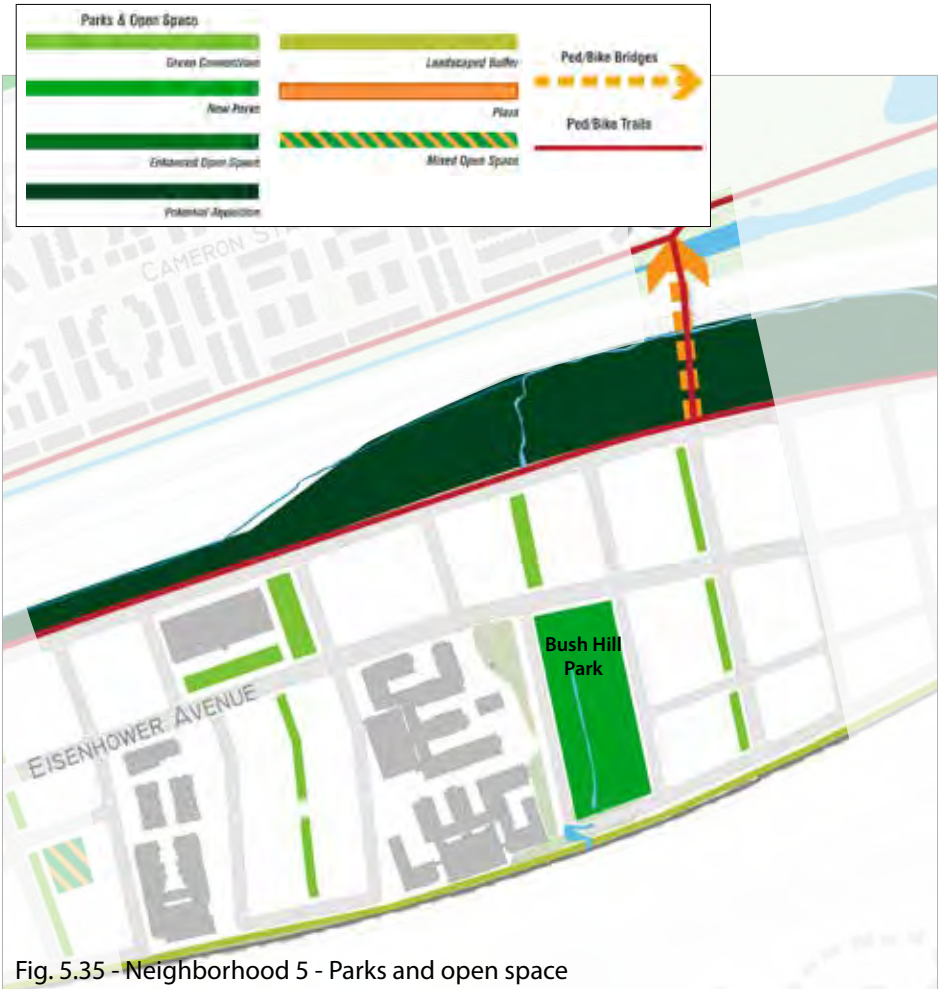 Parks & Open Space
Green Connections
New Parks
Enhanced Open Space
Potential Acquisition
Landscaped Buffer
Plaza
Mixed Open Space
Ped/Bike Bridges
Ped/Bike Trails
CAMERON
Bush Hill
Park
EISENHOWER AVENUE
Fig. 5.35 - Neighborhood 5 - Parks and open space